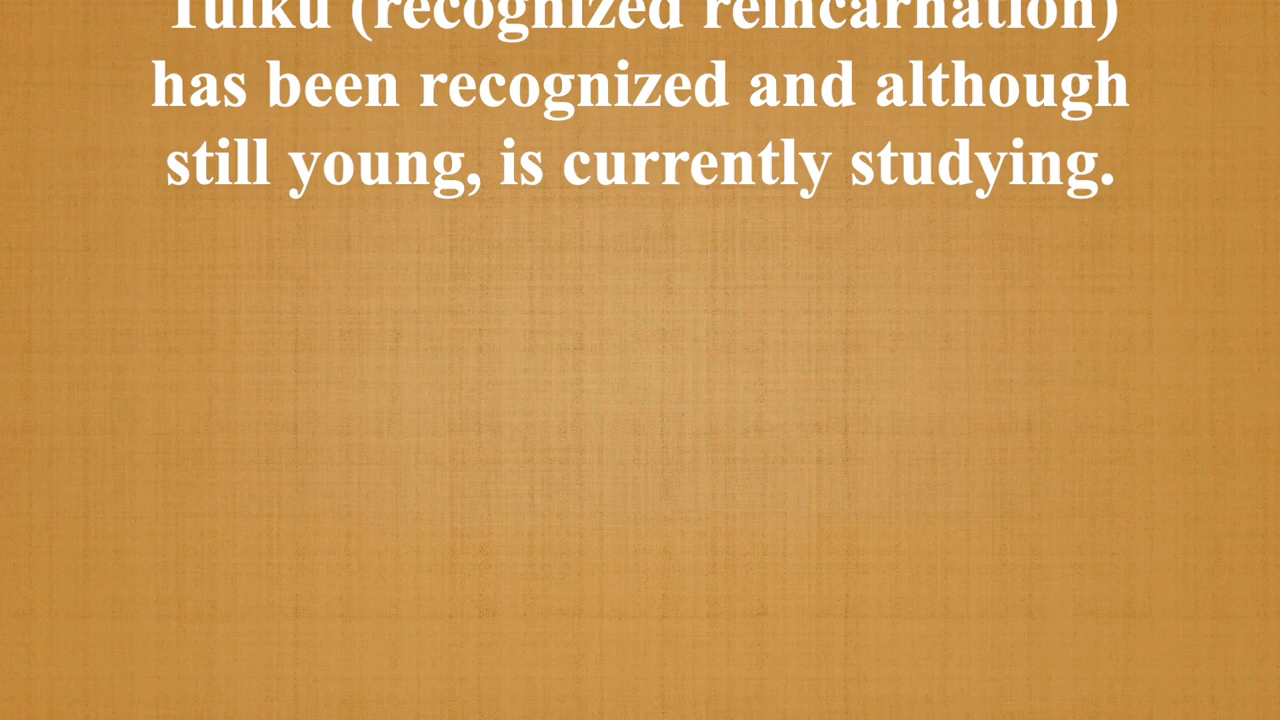 Tulku (recognized reincarnation)
has been recognized and although
still young, is currently studying.